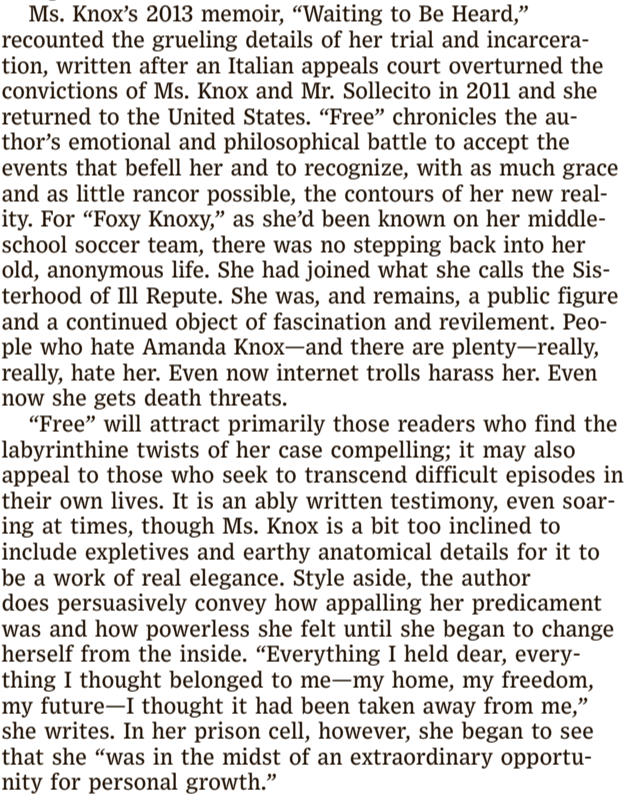 Ms. Knox’s 2013 memoir, “Waiting to Be Heard,”
recounted the grueling details of her trial and incarcera-
tion, written after an Italian appeals court overturned the
convictions of Ms. Knox and Mr. Sollecito in 2011 and she
returned to the United States. “Free” chronicles the au-
thor’s emotional and philosophical battle to accept the
events that befell her and to recognize, with as much grace
and as little rancor possible, the contours of her new real-
ity. For “Foxy Knoxy,” as she’d been known on her middle-
school soccer team, there was no stepping back into her
old, anonymous life. She had joined what she calls the Sis-
terhood of Ill Repute. She was, and remains, a public figure
and a continued object of fascination and revilement. Peo-
ple who hate Amanda Knox—and there are plenty—really,
really, hate her. Even now internet trolls harass her. Even
now she gets death threats.
“Free” will attract primarily those readers who find the
labyrinthine twists of her case compelling; it may also
appeal to those who seek to transcend difficult episodes in
their own lives. It is an ably written testimony, even soar-
ing at times, though Ms. Knox is a bit too inclined to
include expletives and earthy anatomical details for it to
be a work of real elegance. Style aside, the author
does persuasively convey how appalling her predicament
was and how powerless she felt until she began to change
herself from the inside. “Everything I held dear, every-
thing I thought belonged to me—my home, my freedom,
my future—I thought it had been taken away from me,”
she writes. In her prison cell, however, she began to see
that she “was in the midst of an extraordinary opportu-
nity for personal growth.”